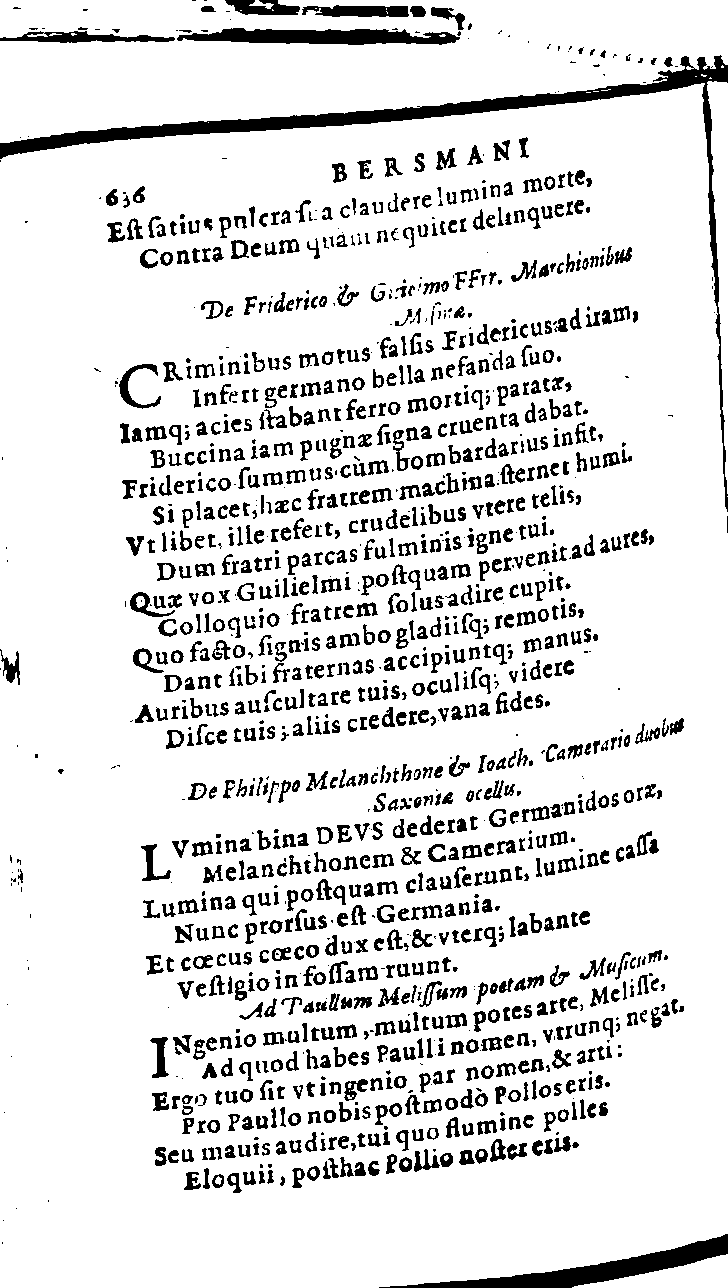 636 BERSMANI
Eſt ſatius pulcra ſua claudere lumina morte,
Contra Deum quàm nequiter delinquere.
De Friderico & Guilelmo FFrr. Marchionibus
Miſniæ.
CRiminibus motus falſis Fridericus ad iram,
Infert germano bella nefanda ſuo.
Iamq; acies ſtabant ferro mortiq; paratæ,
Buccina iam pugnæ ſigna cruenta dabat.
Friderico ſummus cùm bombardarius infit,
Si placet, hæc fratrem machina ſternet humi.
Vt libet, ille refert, crudelibus vtere telis,
Dum fratri parcas fulminis igne tui.
Quæ vox Guilielmi poſtquam pervenit ad aures,
Colloquio fratrem ſolus adire cupit.
Quo facto, ſignis ambo gladiiſq; remotis,
Dant ſibi fraternas accipiuntq; manus.
Auribus auſcultare tuis, oculiſq; videre
Diſce tuis; aliis credere, vana fides.
De Philippo Melanchthone & Ioach. Camerario duobus
Saxoniæ ocellis.
LVmina bina DEVS dederat Germanidos oræ,
Melanchthonem & Camerarium.
Lumina qui poſtquam clauſerunt, lumine caſſa
Nunc prorſus eſt Germania.
Et cœcus cœco dux eſt, & vterq; labante
Veſtigio in foſſam ruunt.
Ad Paullum Meliſſum poetam & Muſicum.
INgenio multum, multum potes arte, Meliſſe,
Ad quod habes Paulli nomen, vtrunq; negat.
Ergo tuo ſit vt ingenio par nomen, & arti:
Pro Paullo nobis poſtmodò Pollos eris.
Seu mauis audire, tui quo flumine polles
Eloquii, poſthac Pollio noſter eris.